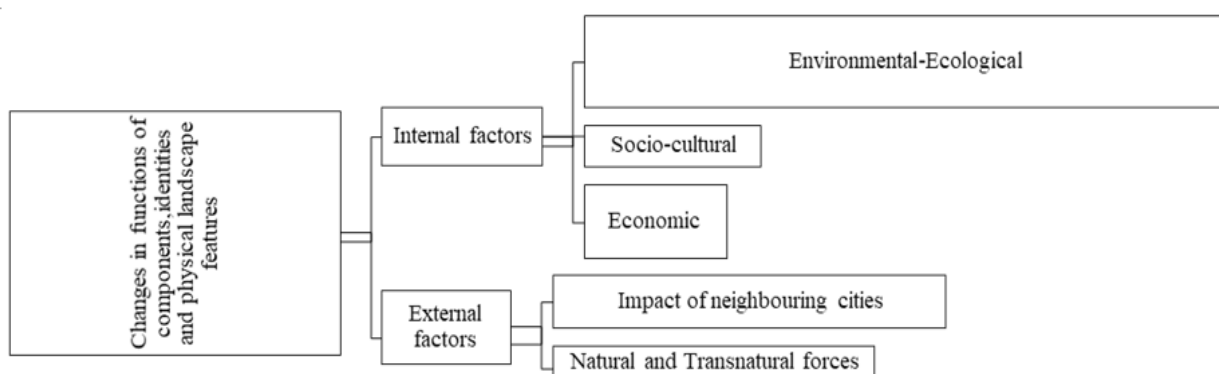 Changes in functions of
components,identities
and physical landscape
features
Internal factors
Environmental-Ecological
Socio-cultural
Economic
External
factors
Impact of neighbouring cities
Natural and Transnatural forces